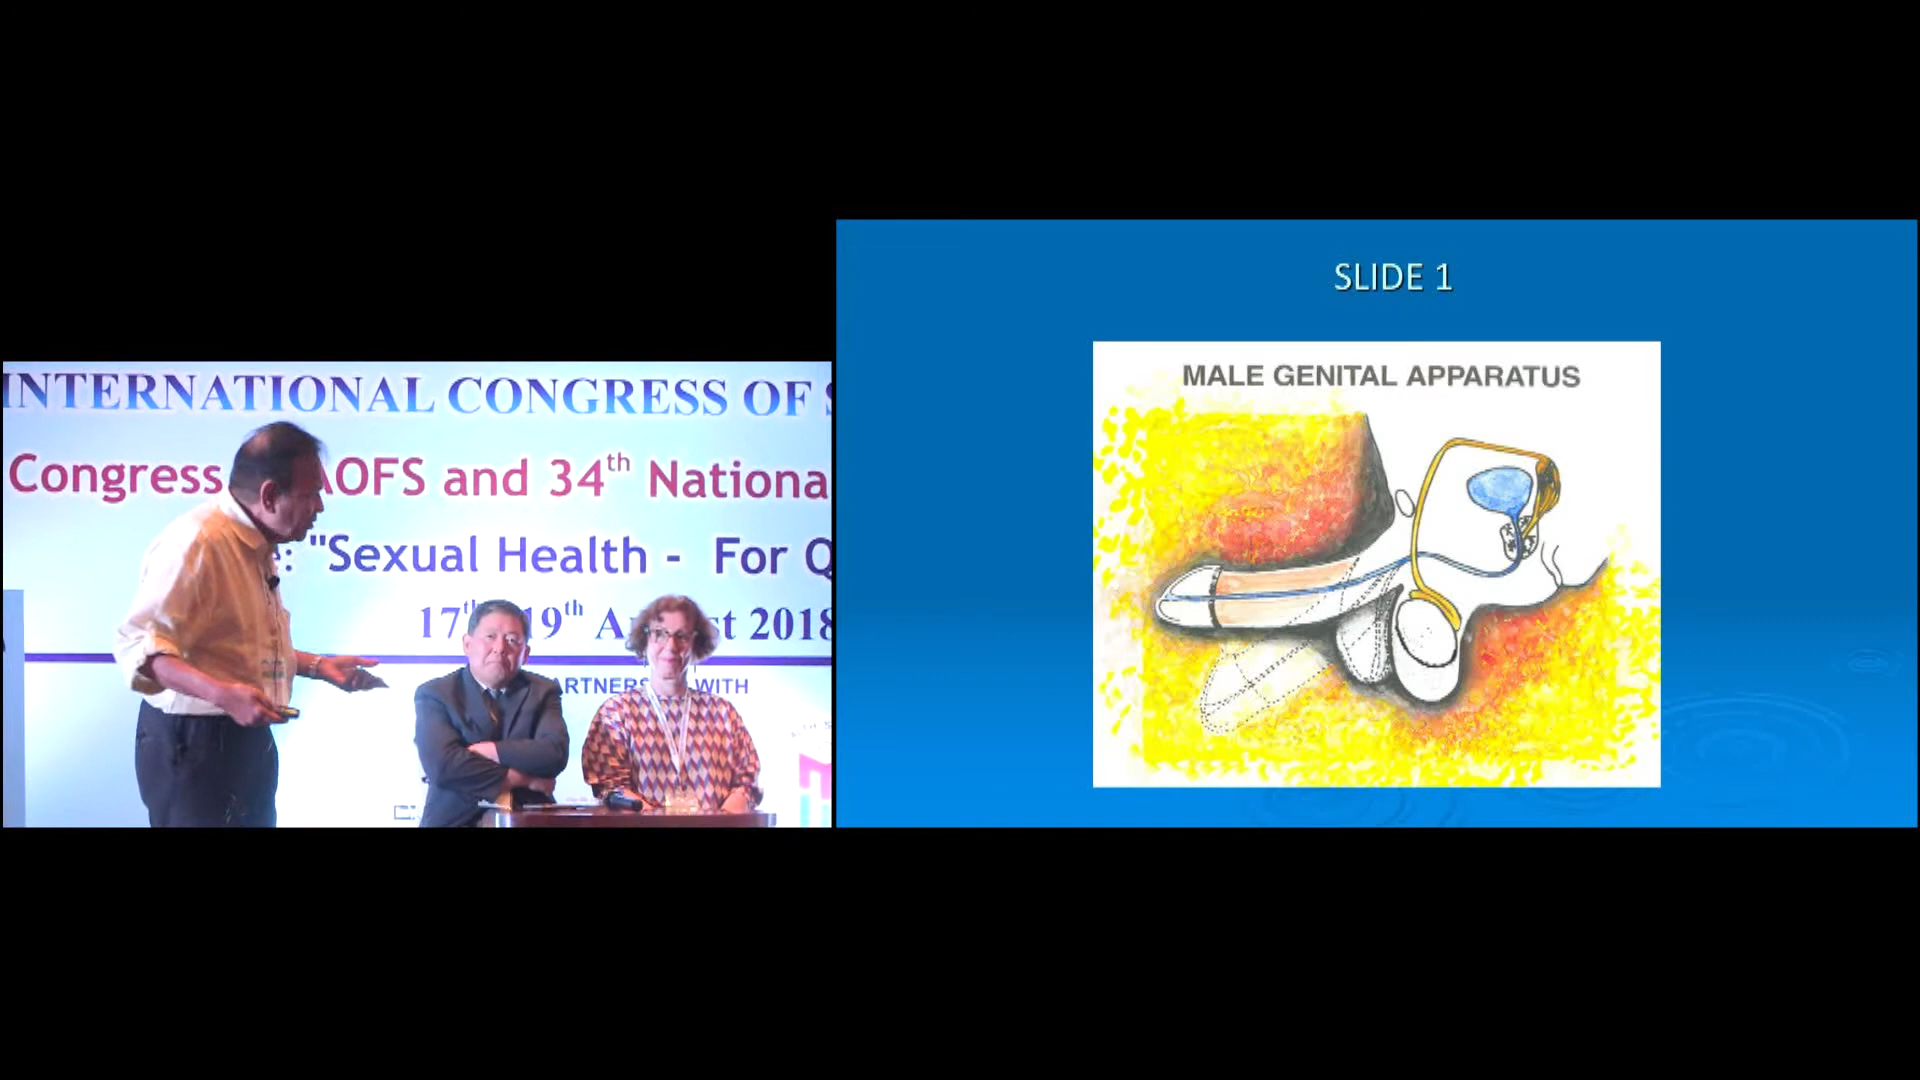 INTERNATIONAL CONGRESS OF
Congress AOFS and 34th National
: "Sexual Health - For Q
17th 19th A st 2018
ARTNERS WITH
SLIDE 1
MALE GENITAL APPARATUS